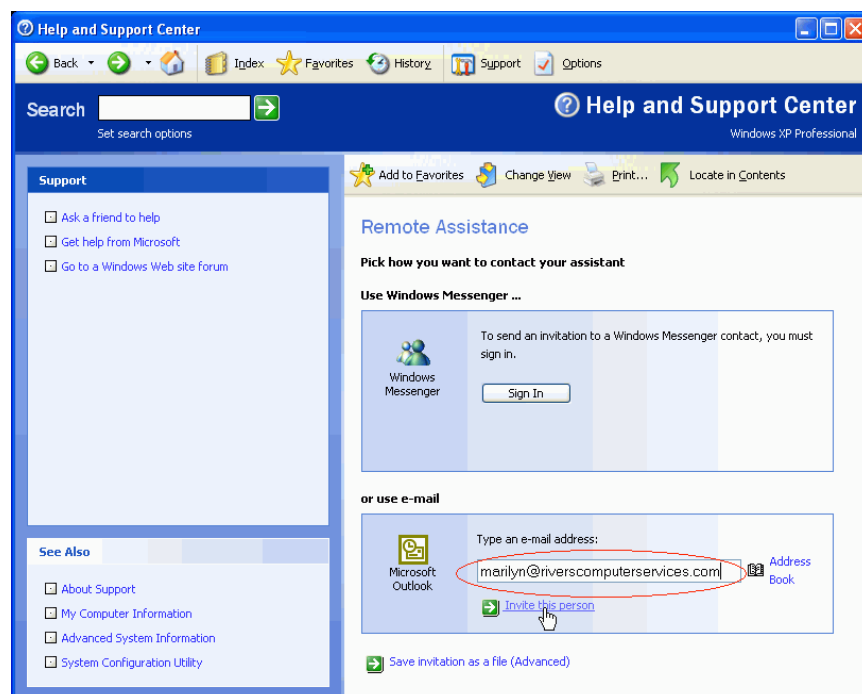 Help and Support Center
Back
Index
Favorites
History
Support
Options
Search
Set search options
Help and Support Center
Windows XP Professional
Support
Ask a friend to help
Get help from Microsoft
Go to a Windows Web site forum
See Also
About Support
My Computer Information
Advanced System Information
System Configuration Utility
Add to Favorites
Change View
Print...
Locate in Contents
Remote Assistance
Pick how you want to contact your assistant
Use Windows Messenger ...
Windows
Messenger
To send an invitation to a Windows Messenger contact, you must
sign in.
Sign In
or use e-mail
Microsoft
Outlook
Type an e-mail address:
marilyn@riverscomputerservices.com
Address
Book
Invite this person
Save invitation as a file (Advanced)